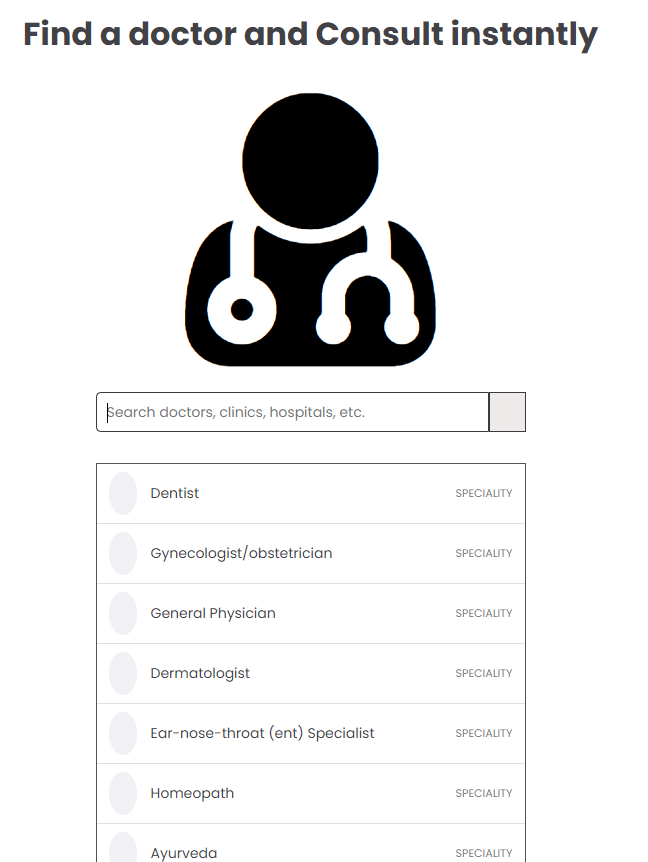 Find a doctor and Consult instantly
Search doctors, clinics, hospitals, etc.
Dentist SPECIALITY
Gynecologist/obstetrician SPECIALITY
General Physician SPECIALITY
Dermatologist SPECIALITY
Ear-nose-throat (ent) Specialist SPECIALITY
Homeopath SPECIALITY
Ayurveda SPECIALITY